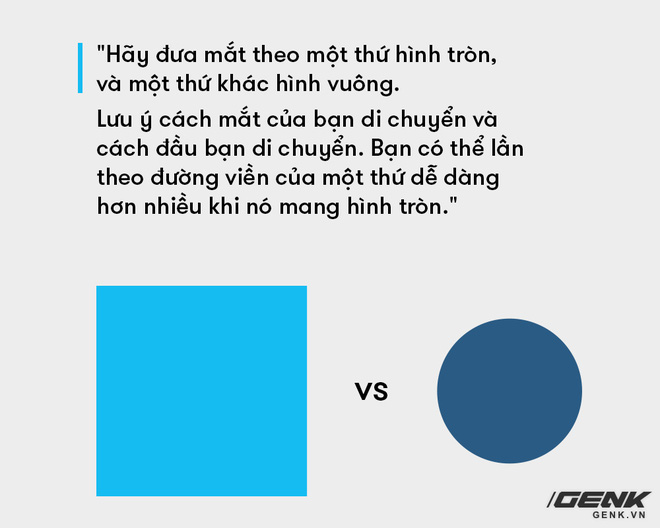 "Hãy đưa mắt theo một thứ hình tròn,
và một thứ khác hình vuông.
Lưu ý cách mắt của bạn di chuyển và
cách đầu bạn di chuyển. Bạn có thể lần
theo đường viền của một thứ dễ dàng
hơn nhiều khi nó mang hình tròn."
VS
/GENK
GENK.VN